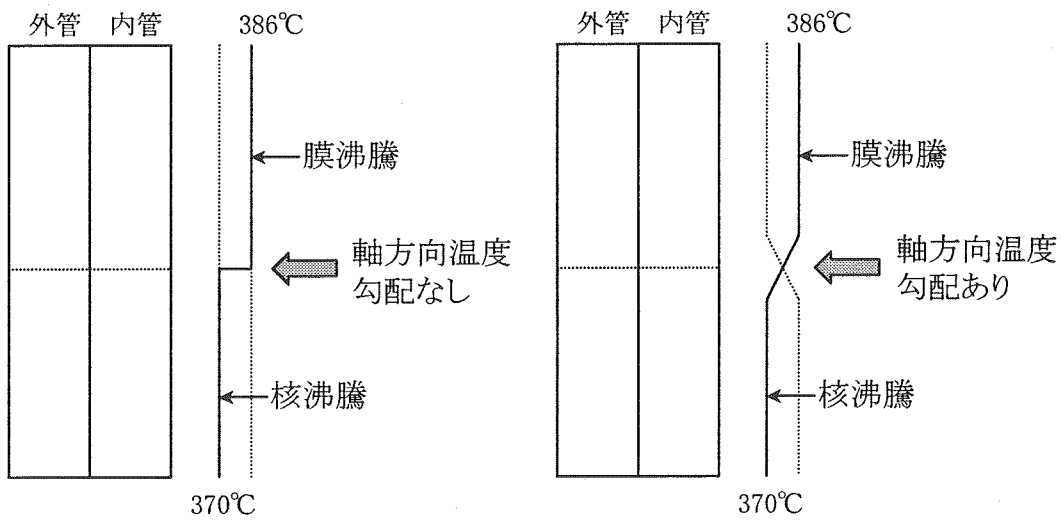 外管 内管 386℃
膜沸騰
軸方向温度
勾配なし
核沸騰
370℃
外管 内管 386℃
膜沸騰
軸方向温度
勾配あり
核沸騰
370℃